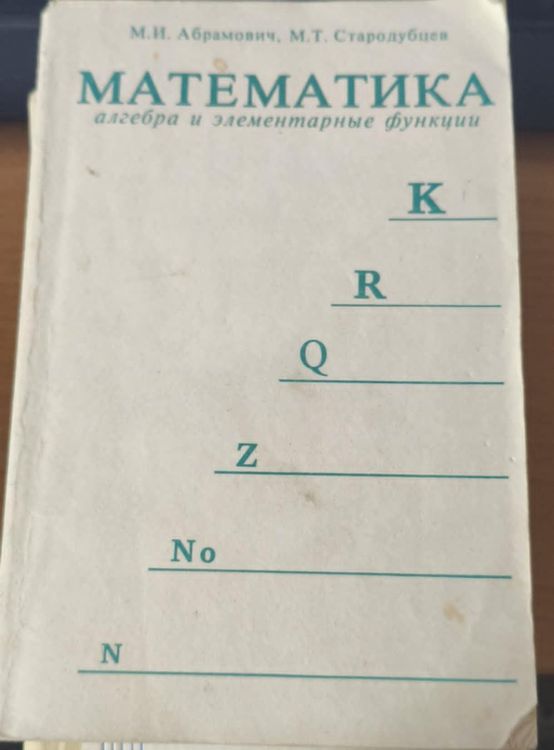 М.И. Абрамович, М.Т. Стародубцев
МАТЕМАТИКА
алгебра и элементарные функции
K
R
Q
Z
No
N